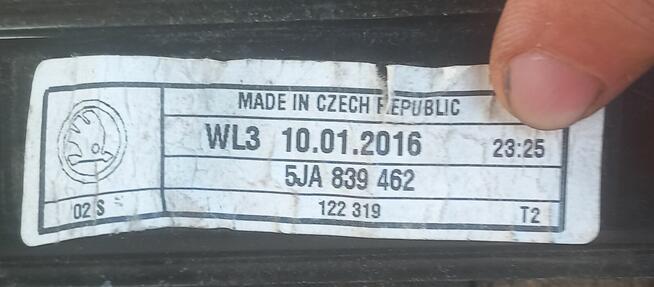 MADE IN CZECH REPUBLIC
WL3 10.01.2016 23:25
5JA 839 462
02 S 122 319 T2